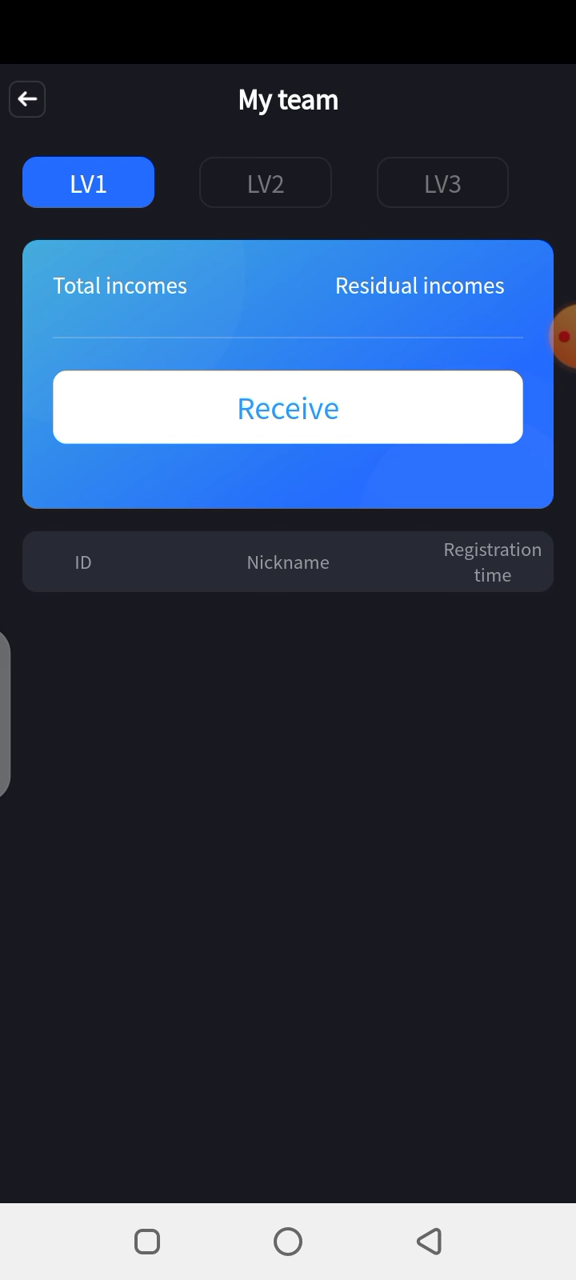 My team
LV1 LV2 LV3
Total incomes Residual incomes
Receive
ID Nickname Registration
time